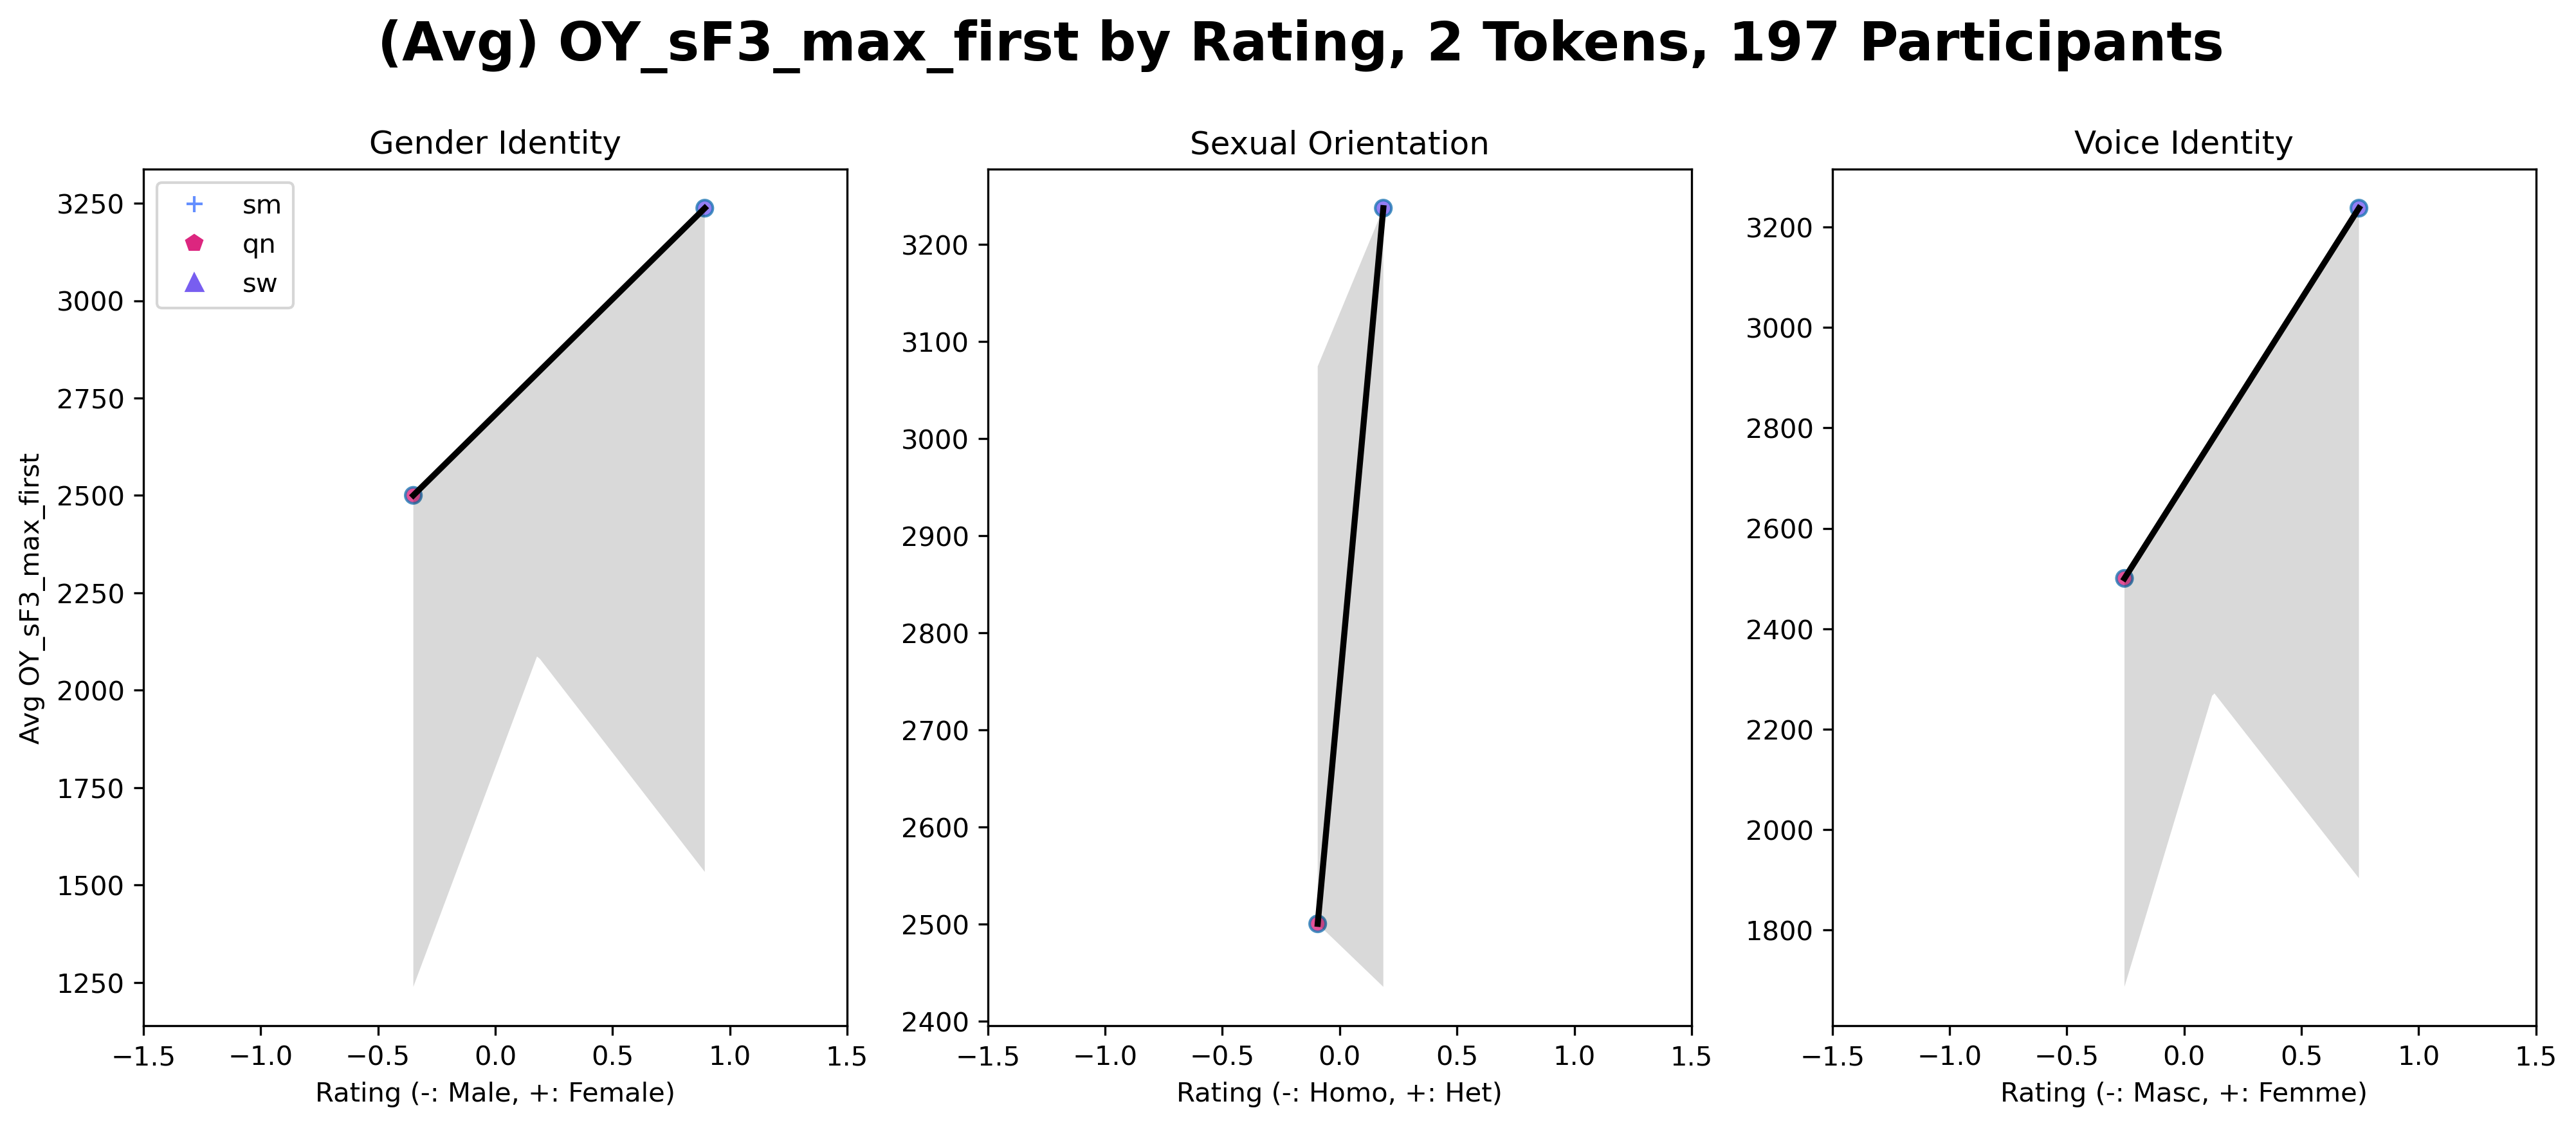 (Avg) OY_sF3_max_first by Rating, 2 Tokens, 197 Participants
Gender Identity
sm
qn
sw
3250
3000
2750
2500
2250
2000
1750
1500
1250
Avg OY_sF3_max_first
−1.5 −1.0 −0.5 0.0 0.5 1.0 1.5
Rating (-: Male, +: Female)
Sexual Orientation
3200
3100
3000
2900
2800
2700
2600
2500
2400
−1.5 −1.0 −0.5 0.0 0.5 1.0 1.5
Rating (-: Homo, +: Het)
Voice Identity
3200
3000
2800
2600
2400
2200
2000
1800
−1.5 −1.0 −0.5 0.0 0.5 1.0 1.5
Rating (-: Masc, +: Femme)